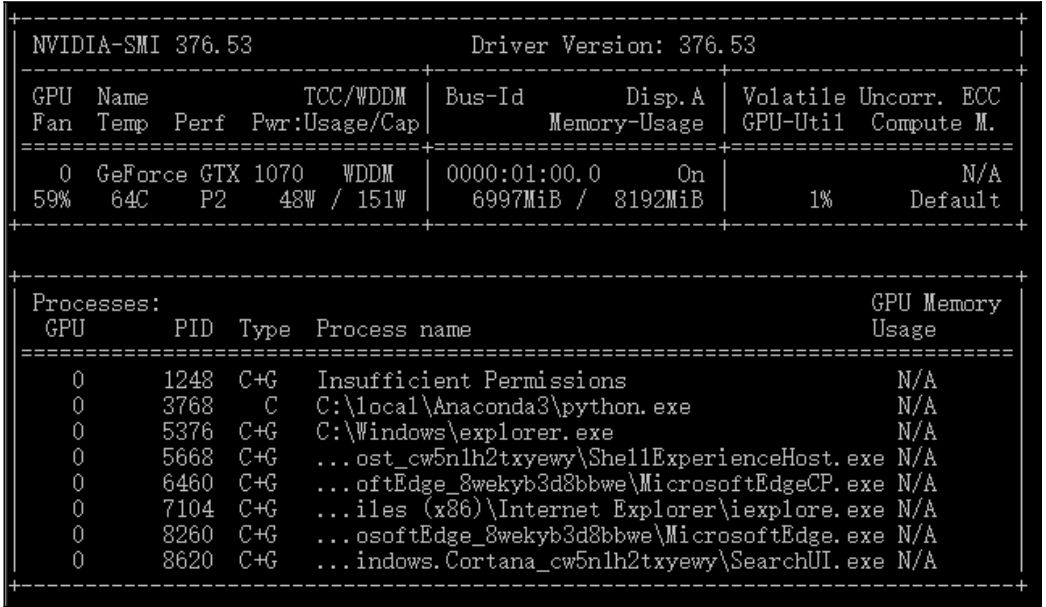 +-----------------------------------------------------------------------------+
| NVIDIA-SMI 376.53                 Driver Version: 376.53                    |
|-------------------------------+----------------------+----------------------+
| GPU  Name            TCC/WDDM | Bus-Id        Disp.A | Volatile Uncorr. ECC |
| Fan  Temp  Perf  Pwr:Usage/Cap|         Memory-Usage | GPU-Util  Compute M. |
|===============================+======================+======================|
|   0  GeForce GTX 1070    WDDM | 0000:01:00.0      On |                  N/A |
| 59%   64C    P2    48W / 151W |   6997MiB /  8192MiB |      1%      Default |
+-------------------------------+----------------------+----------------------+

+-----------------------------------------------------------------------------+
| Processes:                                                       GPU Memory |
|  GPU       PID  Type  Process name                               Usage      |
|=============================================================================|
|    0      1248  C+G   Insufficient Permissions                     N/A      |
|    0      3768    C   C:\local\Anaconda3\python.exe                N/A      |
|    0      5376  C+G   C:\Windows\explorer.exe                      N/A      |
|    0      5668  C+G   ...ost_cw5n1h2txyewy\ShellExperienceHost.exe N/A      |
|    0      6460  C+G   ...oftEdge_8wekyb3d8bbwe\MicrosoftEdgeCP.exe N/A      |
|    0      7104  C+G   ...iles (x86)\Internet Explorer\iexplore.exe N/A      |
|    0      8260  C+G   ...osoftEdge_8wekyb3d8bbwe\MicrosoftEdge.exe N/A      |
|    0      8620  C+G   ...indows.Cortana_cw5n1h2txyewy\SearchUI.exe N/A      |
+-----------------------------------------------------------------------------+